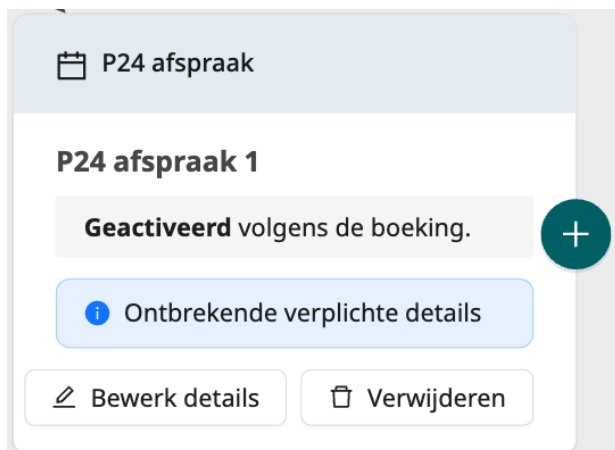 P24 afspraak
P24 afspraak 1
Geactiveerd volgens de boeking.
Ontbrekende verplichte details
Bewerk details
Verwijderen